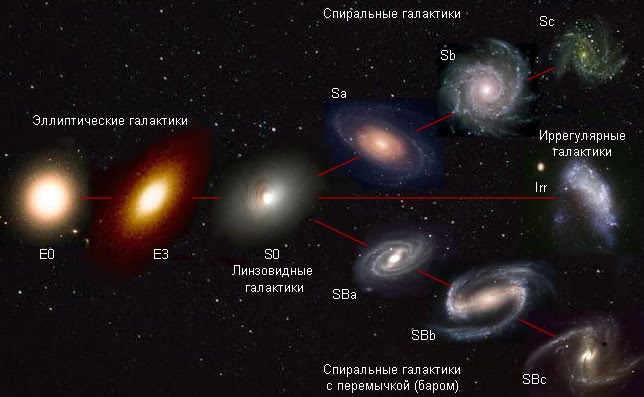 Спиральные галактики
Sc
Sb
Sa
Эллиптические галактики
Иррегулярные
галактики
Irr
E0
E3
S0
Линзовидные
галактики
SBa
SBb
SBc
Спиральные галактики
с перемычкой (баром)